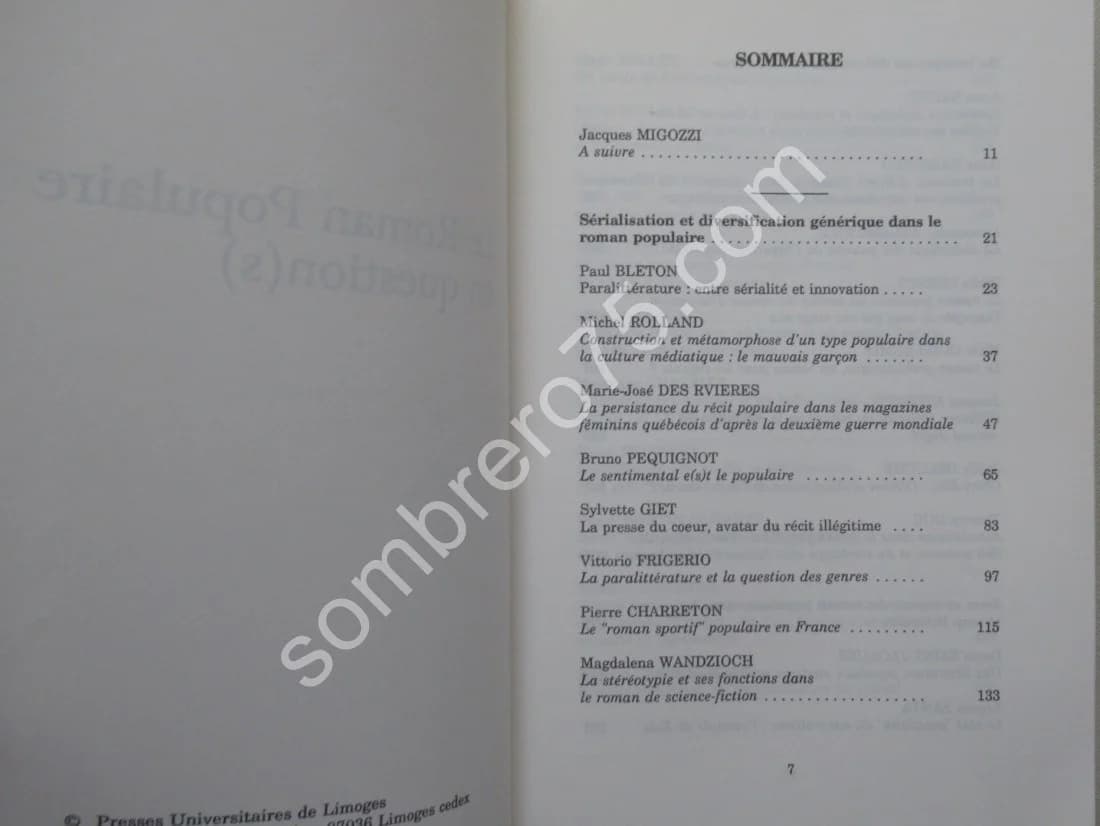 Le Roman Populaire
en question(s)
© Presses Universitaires de Limoges
87036 Limoges cedex
SOMMAIRE
Jacques MIGOZZI
A suivre . . . . . . . . . . . . . . . . . . . . . . . . . . . . . . . . 11
Sérialisation et diversification générique dans le
roman populaire . . . . . . . . . . . . . . . . . . . . . . . . . . . 21
Paul BLETON
Paralittérature : entre sérialité et innovation . . . . . 23
Michel ROLLAND
Construction et métamorphose d'un type populaire dans
la culture médiatique : le mauvais garçon . . . . . . . 37
Marie-José DES RVIERES
La persistance du récit populaire dans les magazines
féminins québécois d'après la deuxième guerre mondiale 47
Bruno PEQUIGNOT
Le sentimental e(s)t le populaire . . . . . . . . . . . . . . 65
Sylvette GIET
La presse du coeur, avatar du récit illégitime . . . . 83
Vittorio FRIGERIO
La paralittérature et la question des genres . . . . . . 97
Pierre CHARRETON
Le "roman sportif" populaire en France . . . . . . . . . 115
Magdalena WANDZIOCH
La stéréotypie et ses fonctions dans
le roman de science-fiction . . . . . . . . . . . . . . . . . . . 133
7
sombrero75.com